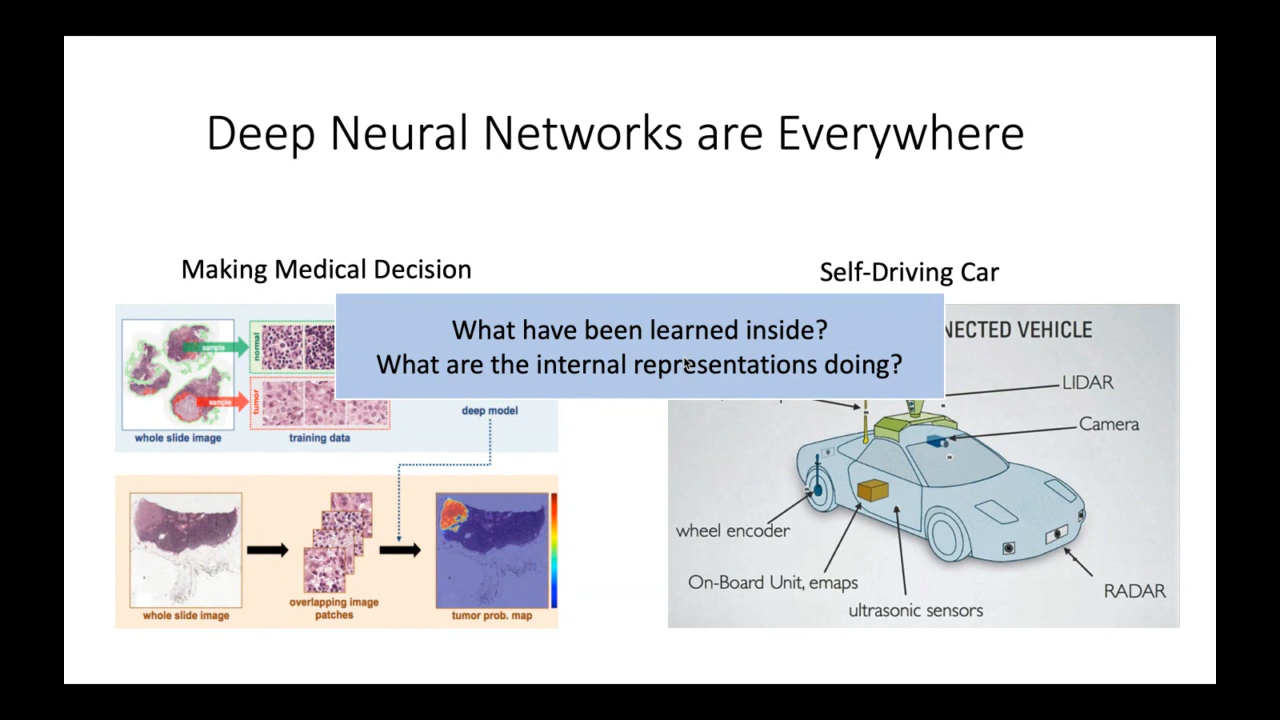 Deep Neural Networks are Everywhere
Making Medical Decision
Self-Driving Car
What have been learned inside?
What are the internal representations doing?
sample
normal
sample
tumor
whole slide image
training data
deep model
whole slide image
overlapping image
patches
tumor prob. map
NECTED VEHICLE
LIDAR
Camera
wheel encoder
On-Board Unit, emaps
ultrasonic sensors
RADAR